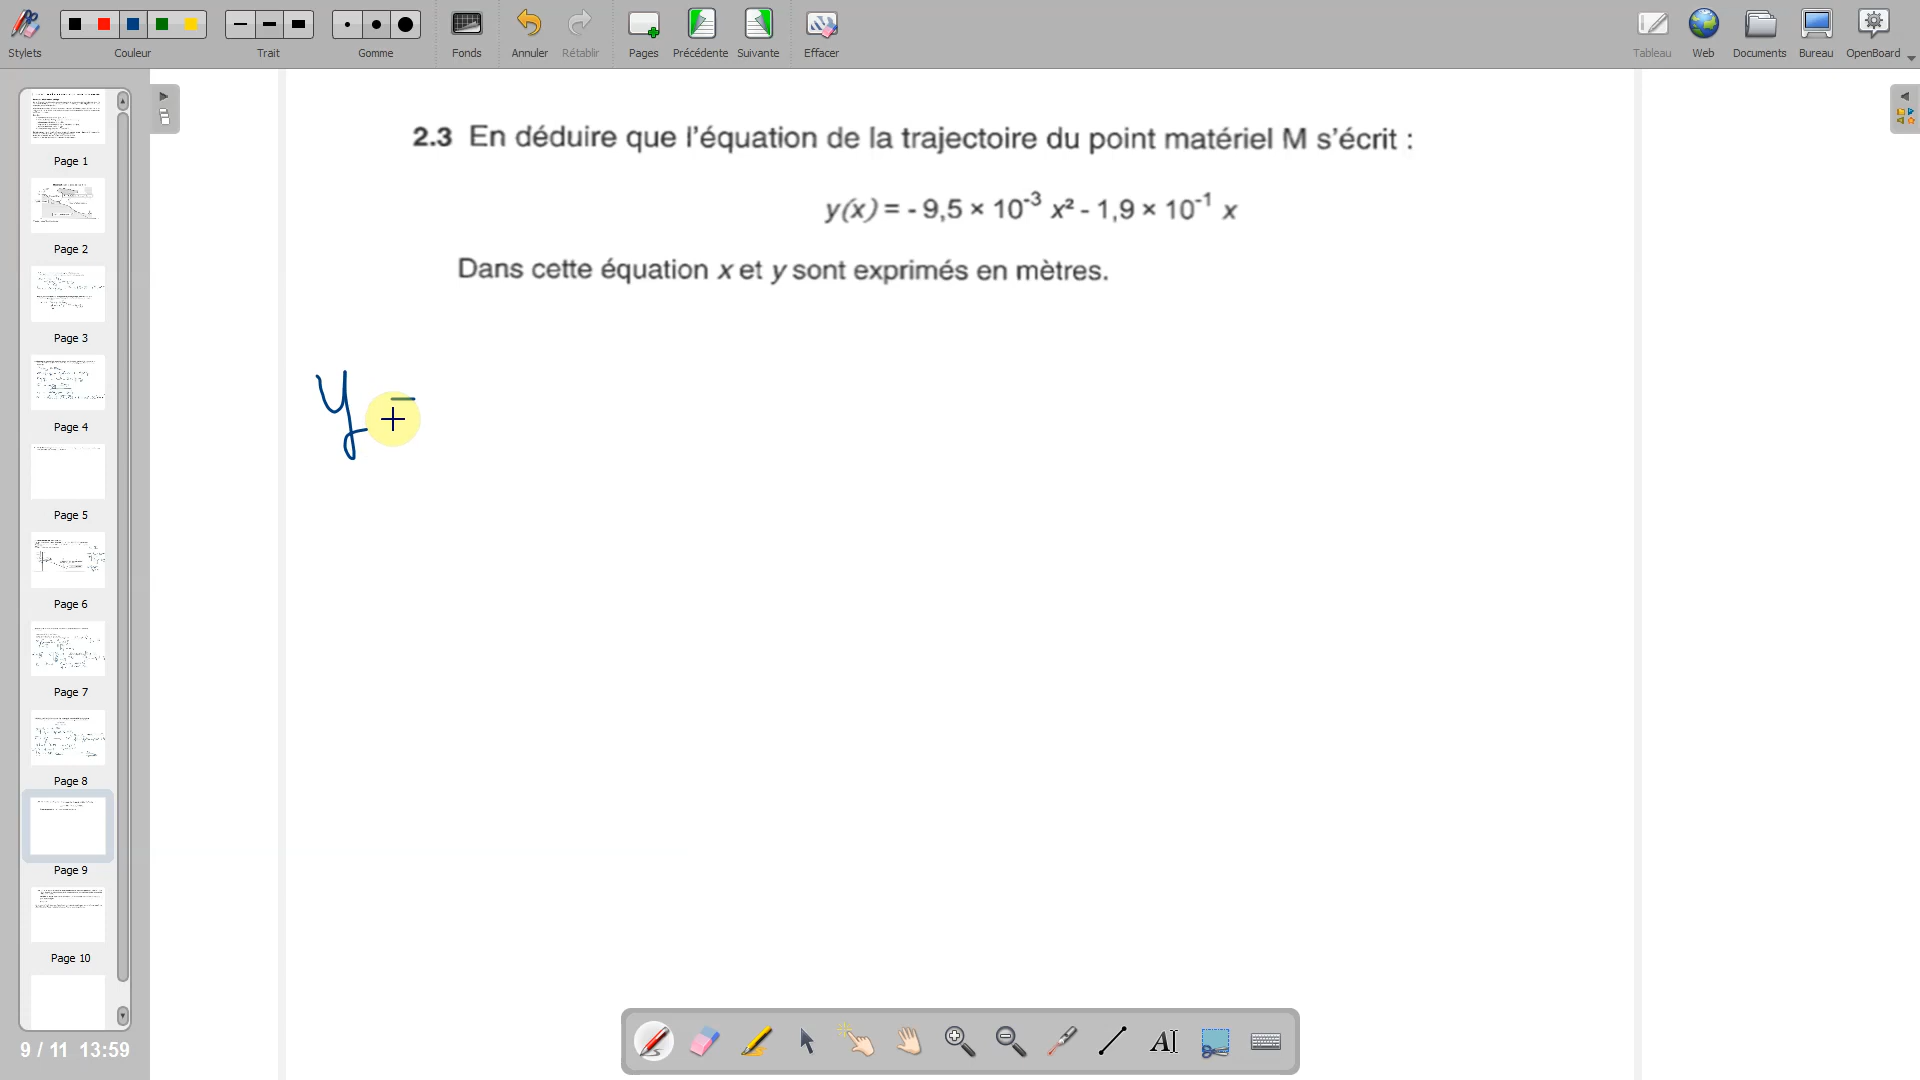 Stylets
Couleur
Trait
Gomme
Fonds
Annuler
Rétablir
Pages
Précédente
Suivante
Effacer
Tableau
Web
Documents
Bureau
OpenBoard
Page 1
Page 2
Page 3
Page 4
Page 5
Page 6
Page 7
Page 8
Page 9
Page 10
9 / 11 13:59
2.3 En déduire que l'équation de la trajectoire du point matériel M s'écrit :
y(x) = - 9,5 × 10⁻³ x² - 1,9 × 10⁻¹ x
Dans cette équation x et y sont exprimés en mètres.
y
AI